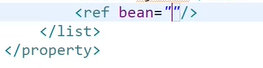 <ref bean=""/>
</list>
</property>